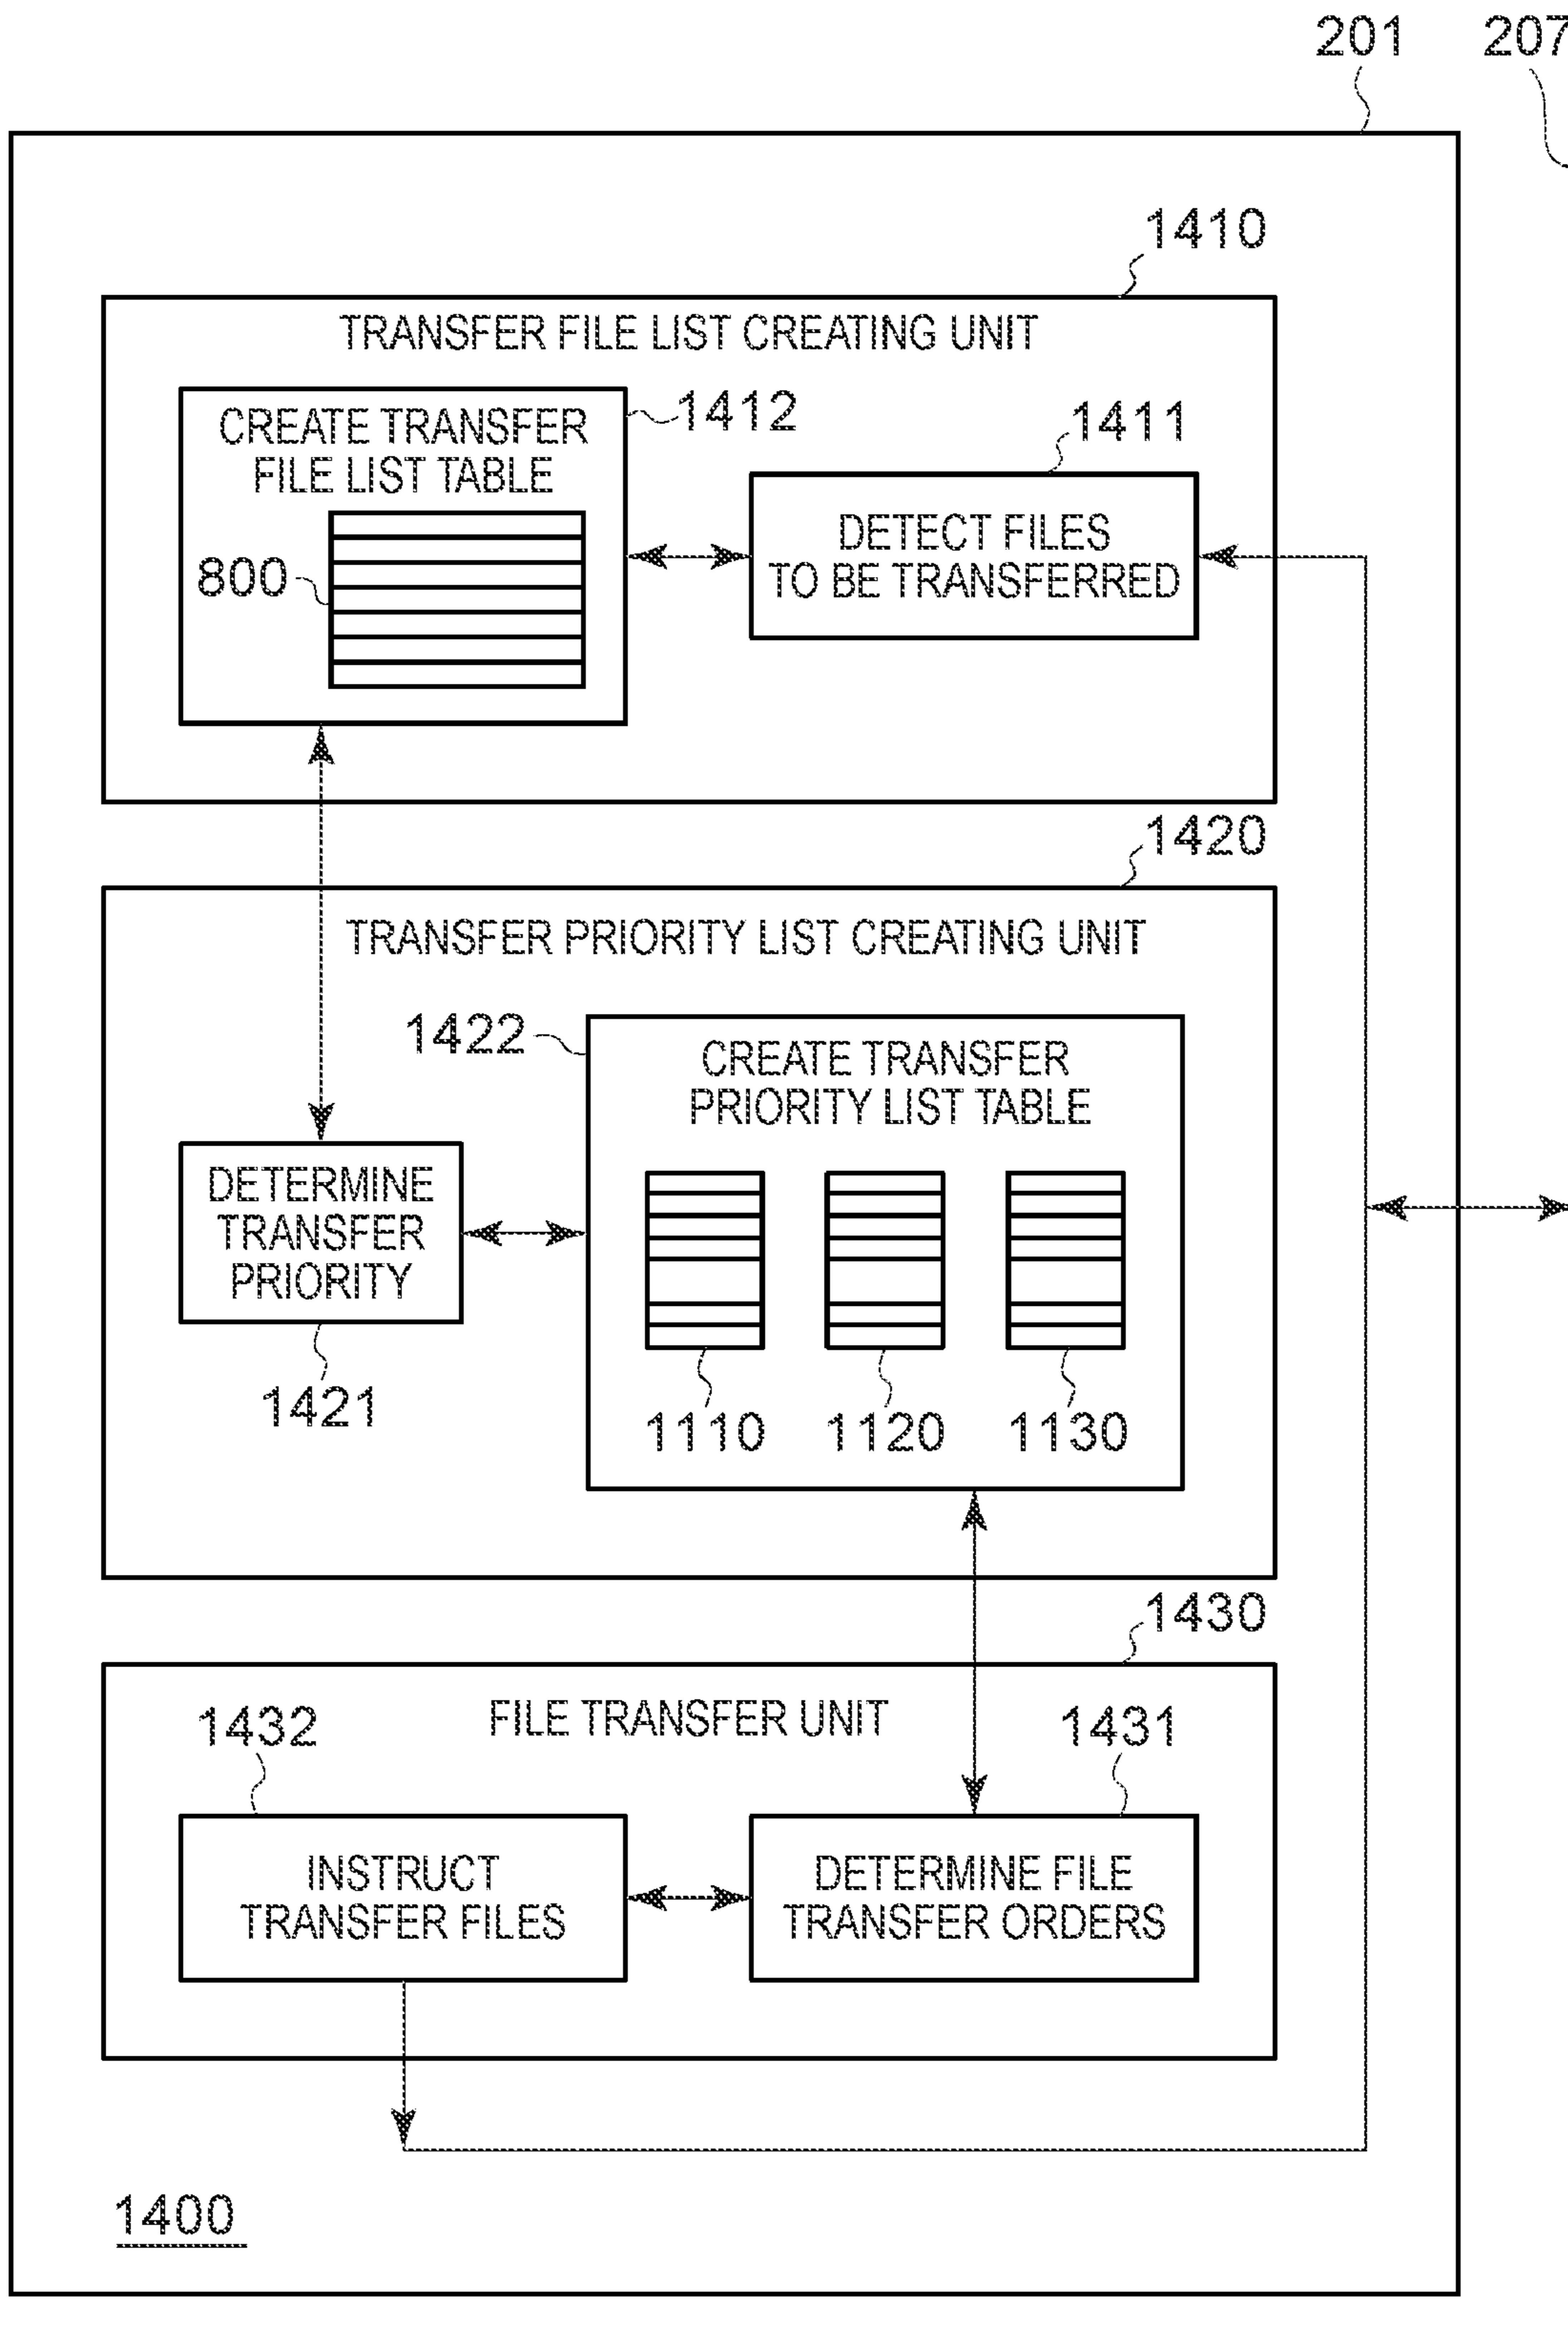 201 207
1410
TRANSFER FILE LIST CREATING UNIT
1412
1411
CREATE TRANSFER
FILE LIST TABLE
800
DETECT FILES
TO BE TRANSFERRED
1420
TRANSFER PRIORITY LIST CREATING UNIT
1422
CREATE TRANSFER
PRIORITY LIST TABLE
DETERMINE
TRANSFER
PRIORITY
1421
1110 1120 1130
1430
FILE TRANSFER UNIT
1432
1431
INSTRUCT
TRANSFER FILES
DETERMINE FILE
TRANSFER ORDERS
1400